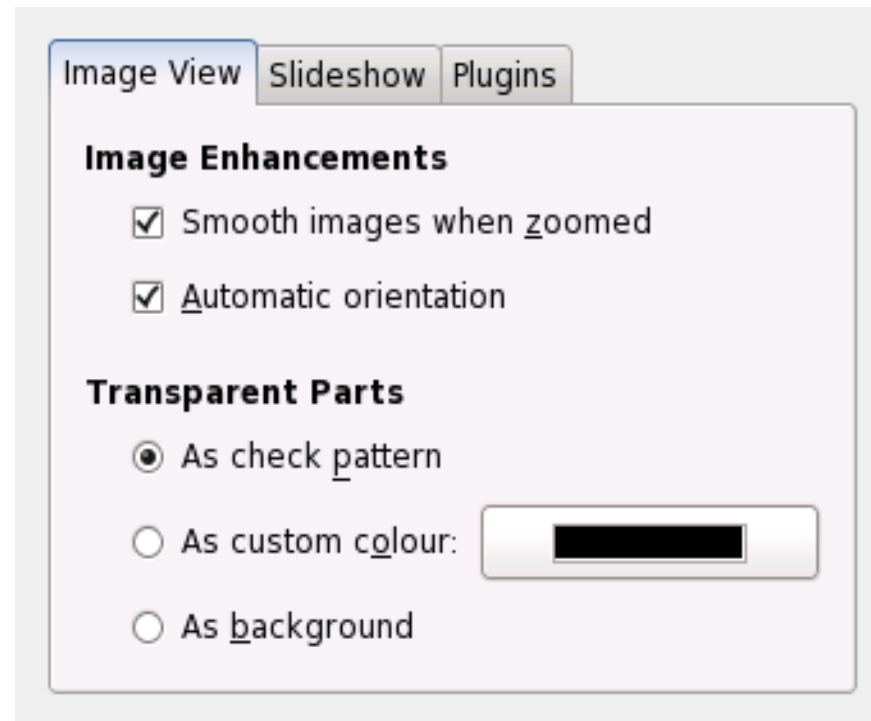 Image View Slideshow Plugins
Image Enhancements
Smooth images when zoomed
Automatic orientation
Transparent Parts
As check pattern
As custom colour:
As background